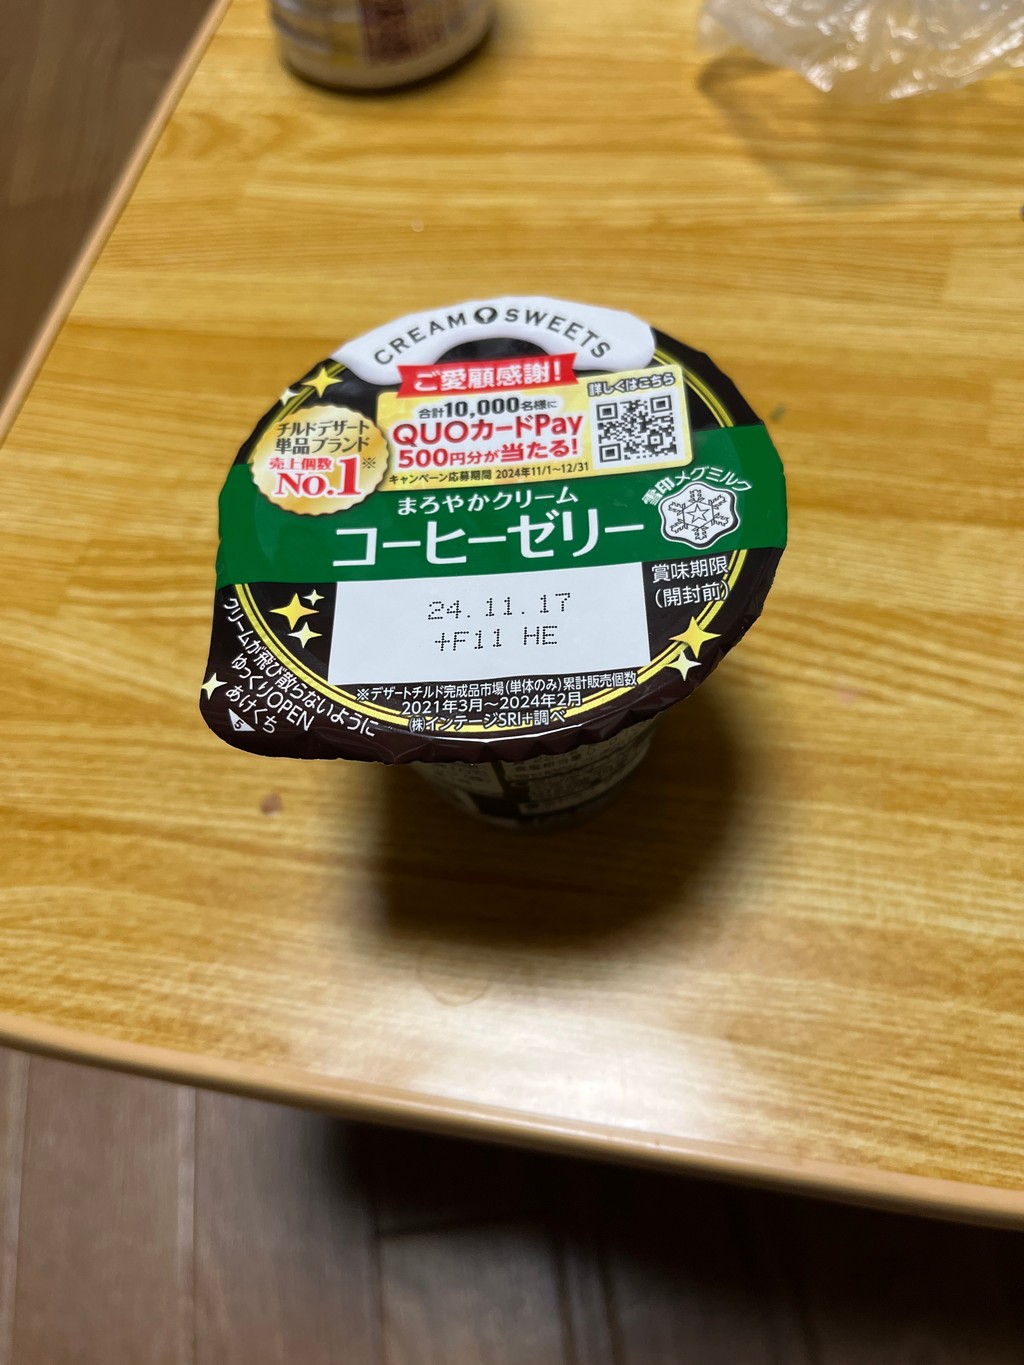 CREAM SWEETS
ご愛顧感謝!
合計10,000名様に
QUOカードPay
500円分が当たる!
キャンペーン応募期間 2024年11/1~12/31
詳しくはこちら
チルドデザート
単品ブランド
売上個数※
No.1
まろやかクリーム
コーヒーゼリー
雪印メグミルク
賞味期限
(開封前)
24.11.17
+F11 HE
※デザートチルド完成品市場(単体のみ)累計販売個数
2021年3月~2024年2月
㈱インテージSRI+調べ
クリームが飛び散らないように
ゆっくりOPEN
あけくち
5